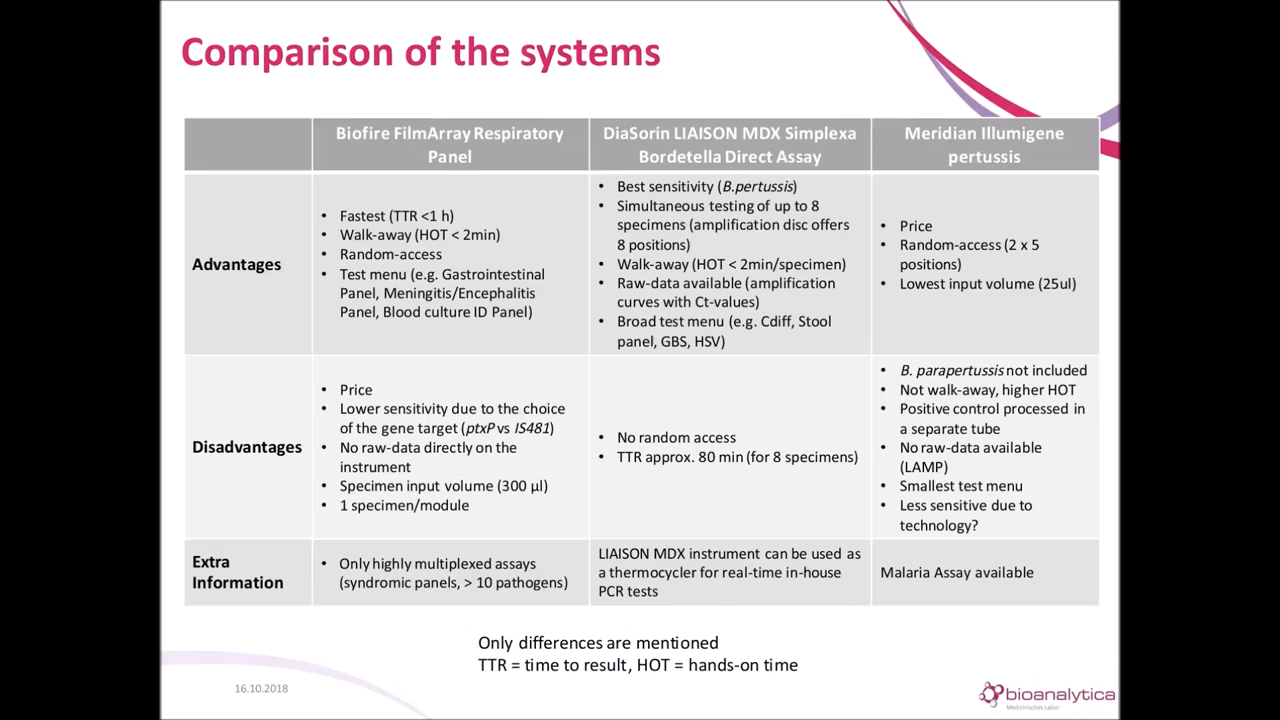 Comparison of the systems
Biofire FilmArray Respiratory
Panel
DiaSorin LIAISON MDX Simplexa
Bordetella Direct Assay
Meridian Illumigene
pertussis
Advantages
• Fastest (TTR <1 h)
• Walk-away (HOT < 2min)
• Random-access
• Test menu (e.g. Gastrointestinal
Panel, Meningitis/Encephalitis
Panel, Blood culture ID Panel)
• Best sensitivity (B.pertussis)
• Simultaneous testing of up to 8
specimens (amplification disc offers
8 positions)
• Walk-away (HOT < 2min/specimen)
• Raw-data available (amplification
curves with Ct-values)
• Broad test menu (e.g. Cdiff, Stool
panel, GBS, HSV)
• Price
• Random-access (2 x 5
positions)
• Lowest input volume (25ul)
Disadvantages
• Price
• Lower sensitivity due to the choice
of the gene target (ptxP vs IS481)
• No raw-data directly on the
instrument
• Specimen input volume (300 µl)
• 1 specimen/module
• No random access
• TTR approx. 80 min (for 8 specimens)
• B. parapertussis not included
• Not walk-away, higher HOT
• Positive control processed in
a separate tube
• No raw-data available
(LAMP)
• Smallest test menu
• Less sensitive due to
technology?
Extra
Information
• Only highly multiplexed assays
(syndromic panels, > 10 pathogens)
LIAISON MDX instrument can be used as
a thermocycler for real-time in-house
PCR tests
Malaria Assay available
Only differences are mentioned
TTR = time to result, HOT = hands-on time
16.10.2018
bioanalytica
Medizinisches Labor